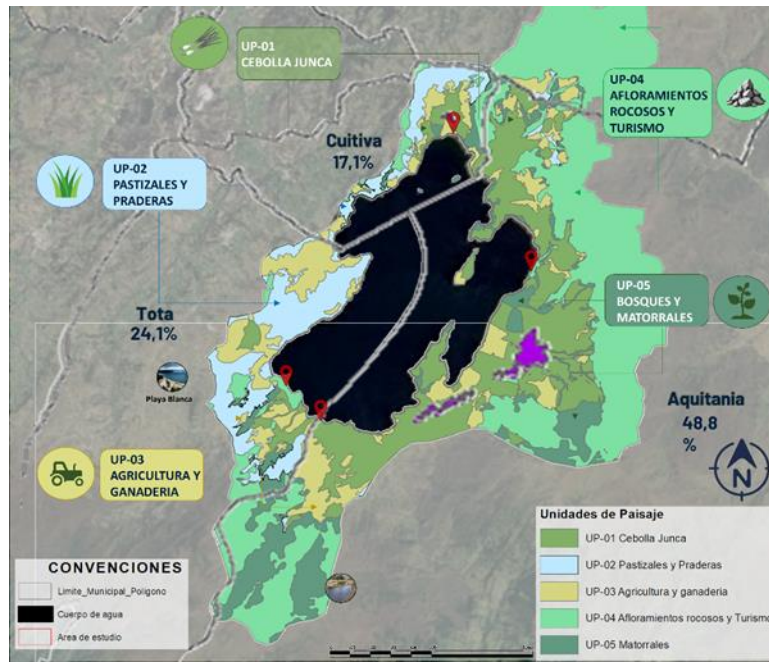 UP-01
CEBOLLA JUNCA
UP-04
AFLORAMIENTOS
ROCOSOS Y
TURISMO
Cuitiva
17,1%
UP-02
PASTIZALES Y
PRADERAS
UP-05
BOSQUES Y
MATORRALES
Tota
24,1%
Playa Blanca
Aquitania
48,8
%
UP-03
AGRICULTURA Y
GANADERIA
N
CONVENCIONES
Limite_Municipal_Poligono
Cuerpo de agua
Area de estudio
Unidades de Paisaje
UP-01 Cebolla Junca
UP-02 Pastizales y Praderas
UP-03 Agricultura y ganaderia
UP-04 Afloramientos rocosos y Turismo
UP-05 Matorrales